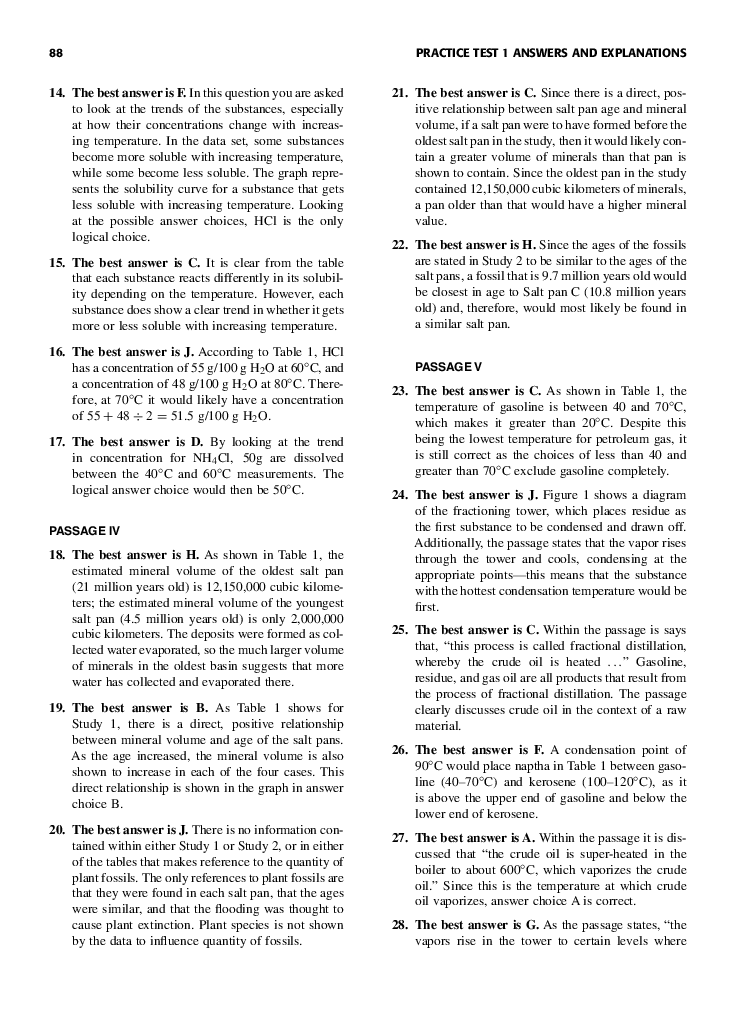 88
PRACTICE TEST 1 ANSWERS AND EXPLANATIONS
14. The best answer is F. In this question you are asked
to look at the trends of the substances, especially
at how their concentrations change with increas-
ing temperature. In the data set, some substances
become more soluble with increasing temperature,
while some become less soluble. The graph repre-
sents the solubility curve for a substance that gets
less soluble with increasing temperature. Looking
at the possible answer choices, HCl is the only
logical choice.
15. The best answer is C. It is clear from the table
that each substance reacts differently in its solubil-
ity depending on the temperature. However, each
substance does show a clear trend in whether it gets
more or less soluble with increasing temperature.
16. The best answer is J. According to Table 1, HCl
has a concentration of 55 g/100 g H2O at 60°C, and
a concentration of 48 g/100 g H2O at 80°C. There-
fore, at 70°C it would likely have a concentration
of 55 + 48 ÷ 2 = 51.5 g/100 g H2O.
17. The best answer is D. By looking at the trend
in concentration for NH4Cl, 50g are dissolved
between the 40°C and 60°C measurements. The
logical answer choice would then be 50°C.
PASSAGE IV
18. The best answer is H. As shown in Table 1, the
estimated mineral volume of the oldest salt pan
(21 million years old) is 12,150,000 cubic kilome-
ters; the estimated mineral volume of the youngest
salt pan (4.5 million years old) is only 2,000,000
cubic kilometers. The deposits were formed as col-
lected water evaporated, so the much larger volume
of minerals in the oldest basin suggests that more
water has collected and evaporated there.
19. The best answer is B. As Table 1 shows for
Study 1, there is a direct, positive relationship
between mineral volume and age of the salt pans.
As the age increased, the mineral volume is also
shown to increase in each of the four cases. This
direct relationship is shown in the graph in answer
choice B.
20. The best answer is J. There is no information con-
tained within either Study 1 or Study 2, or in either
of the tables that makes reference to the quantity of
plant fossils. The only references to plant fossils are
that they were found in each salt pan, that the ages
were similar, and that the flooding was thought to
cause plant extinction. Plant species is not shown
by the data to influence quantity of fossils.
21. The best answer is C. Since there is a direct, pos-
itive relationship between salt pan age and mineral
volume, if a salt pan were to have formed before the
oldest salt pan in the study, then it would likely con-
tain a greater volume of minerals than that pan is
shown to contain. Since the oldest pan in the study
contained 12,150,000 cubic kilometers of minerals,
a pan older than that would have a higher mineral
value.
22. The best answer is H. Since the ages of the fossils
are stated in Study 2 to be similar to the ages of the
salt pans, a fossil that is 9.7 million years old would
be closest in age to Salt pan C (10.8 million years
old) and, therefore, would most likely be found in
a similar salt pan.
PASSAGE V
23. The best answer is C. As shown in Table 1, the
temperature of gasoline is between 40 and 70°C,
which makes it greater than 20°C. Despite this
being the lowest temperature for petroleum gas, it
is still correct as the choices of less than 40 and
greater than 70°C exclude gasoline completely.
24. The best answer is J. Figure 1 shows a diagram
of the fractioning tower, which places residue as
the first substance to be condensed and drawn off.
Additionally, the passage states that the vapor rises
through the tower and cools, condensing at the
appropriate points—this means that the substance
with the hottest condensation temperature would be
first.
25. The best answer is C. Within the passage is says
that, “this process is called fractional distillation,
whereby the crude oil is heated ...” Gasoline,
residue, and gas oil are all products that result from
the process of fractional distillation. The passage
clearly discusses crude oil in the context of a raw
material.
26. The best answer is F. A condensation point of
90°C would place naptha in Table 1 between gaso-
line (40–70°C) and kerosene (100–120°C), as it
is above the upper end of gasoline and below the
lower end of kerosene.
27. The best answer is A. Within the passage it is dis-
cussed that “the crude oil is super-heated in the
boiler to about 600°C, which vaporizes the crude
oil.” Since this is the temperature at which crude
oil vaporizes, answer choice A is correct.
28. The best answer is G. As the passage states, “the
vapors rise in the tower to certain levels where